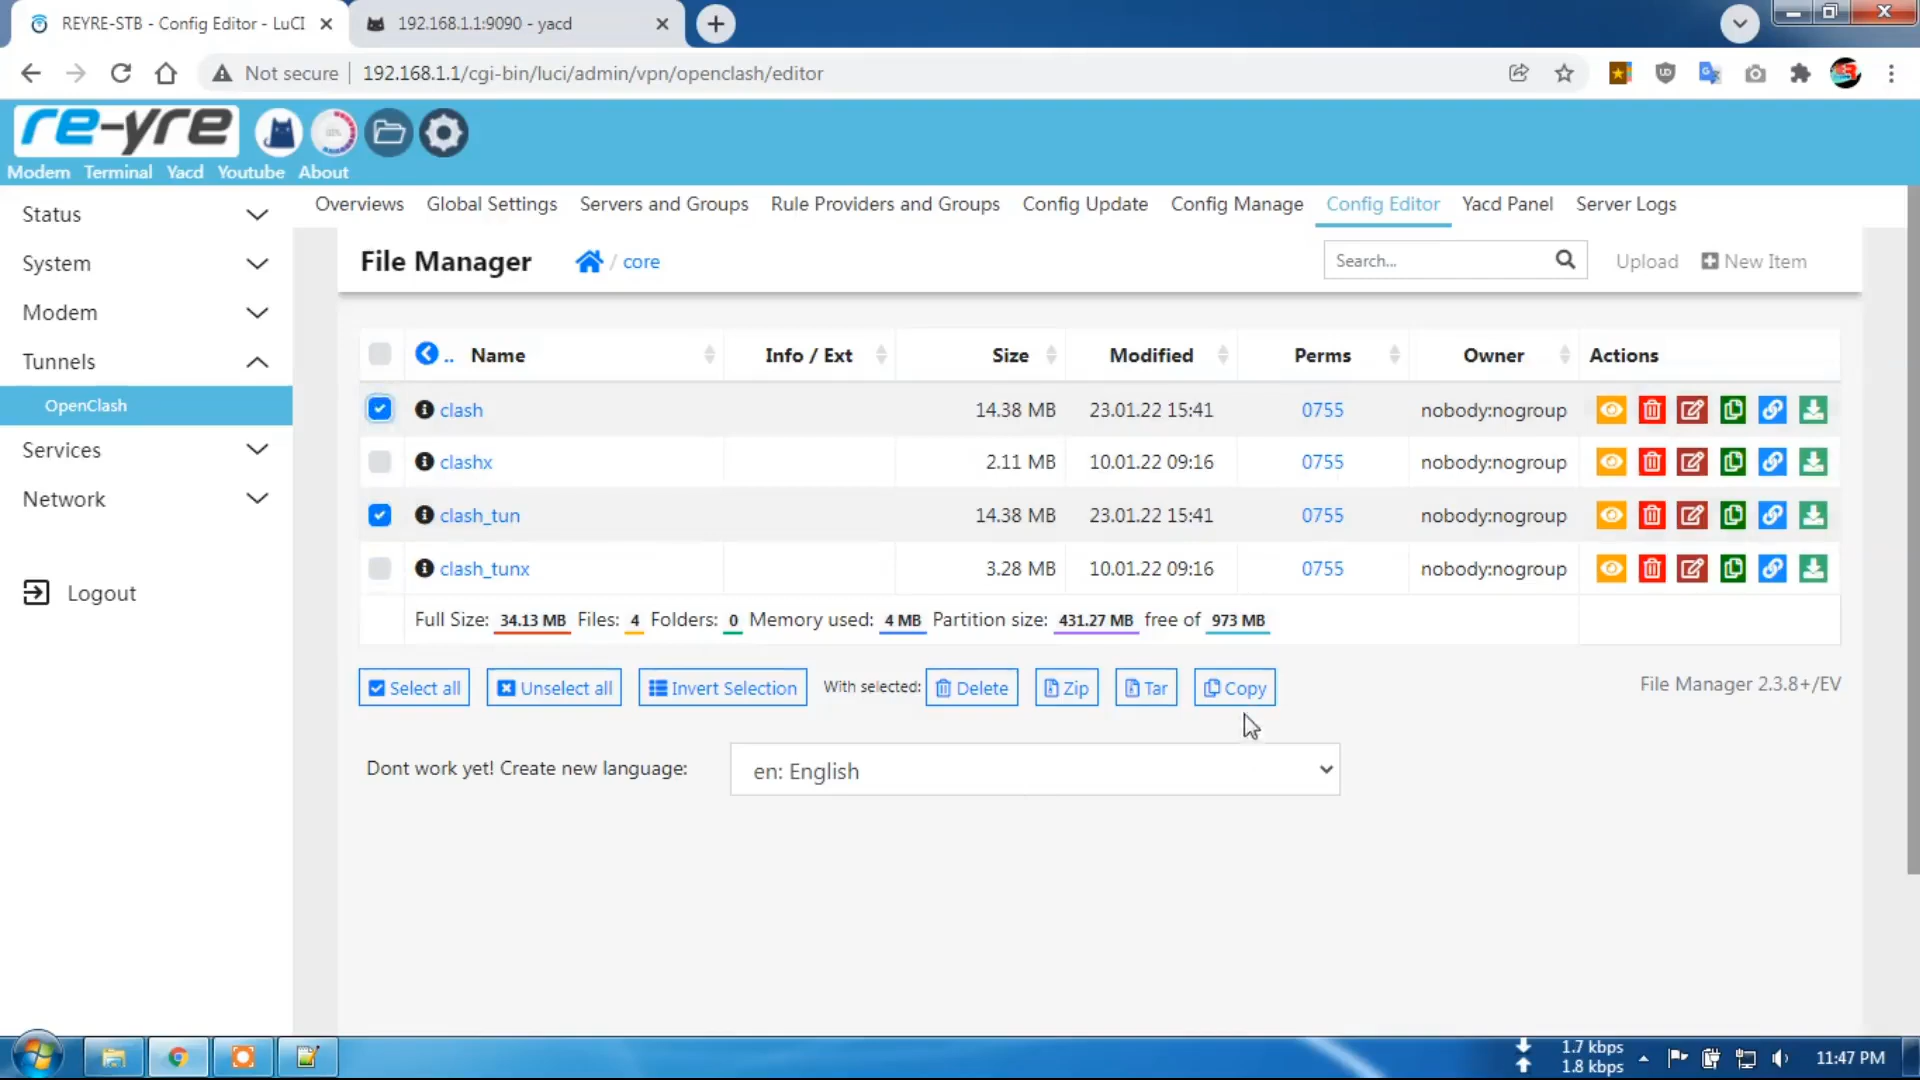 REYRE-STB - Config Editor - LuCI
192.168.1.1:9090 - yacd
Not secure | 192.168.1.1/cgi-bin/luci/admin/vpn/openclash/editor
re-yre
Modem Terminal Yacd Youtube About
Status
System
Modem
Tunnels
OpenClash
Services
Network
Logout
Overviews Global Settings Servers and Groups Rule Providers and Groups Config Update Config Manage Config Editor Yacd Panel Server Logs
File Manager / core Search... Upload New Item
.. Name Info / Ext Size Modified Perms Owner Actions
clash 14.38 MB 23.01.22 15:41 0755 nobody:nogroup
clashx 2.11 MB 10.01.22 09:16 0755 nobody:nogroup
clash_tun 14.38 MB 23.01.22 15:41 0755 nobody:nogroup
clash_tunx 3.28 MB 10.01.22 09:16 0755 nobody:nogroup
Full Size: 34.13 MB Files: 4 Folders: 0 Memory used: 4 MB Partition size: 431.27 MB free of 973 MB
Select all Unselect all Invert Selection With selected: Delete Zip Tar Copy File Manager 2.3.8+/EV
Dont work yet! Create new language: en: English
1.7 kbps
1.8 kbps
11:47 PM